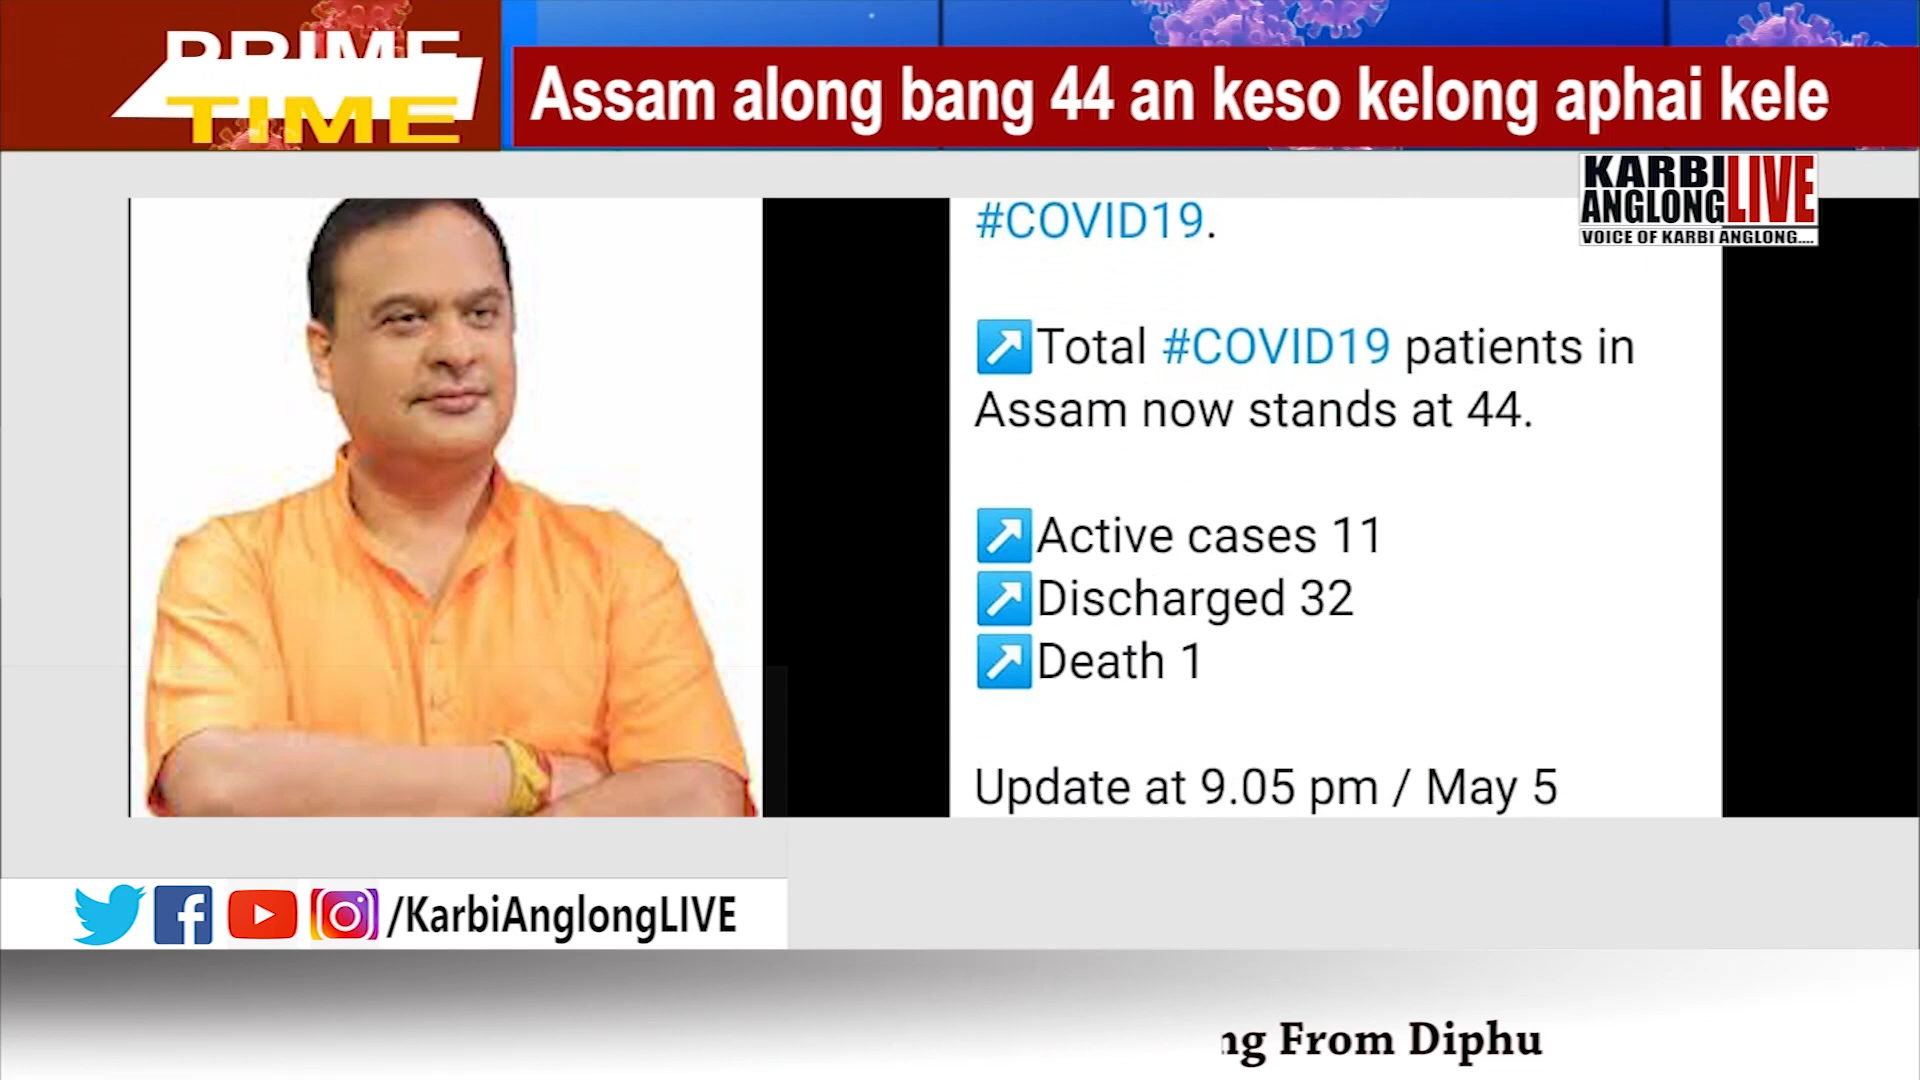 PRIME
TIME
Assam along bang 44 an keso kelong aphai kele
KARBI
ANGLONG LIVE
VOICE OF KARBI ANGLONG....
#COVID19.
↗Total #COVID19 patients in
Assam now stands at 44.
↗Active cases 11
↗Discharged 32
↗Death 1
Update at 9.05 pm / May 5
/KarbiAnglongLIVE
From Diphu